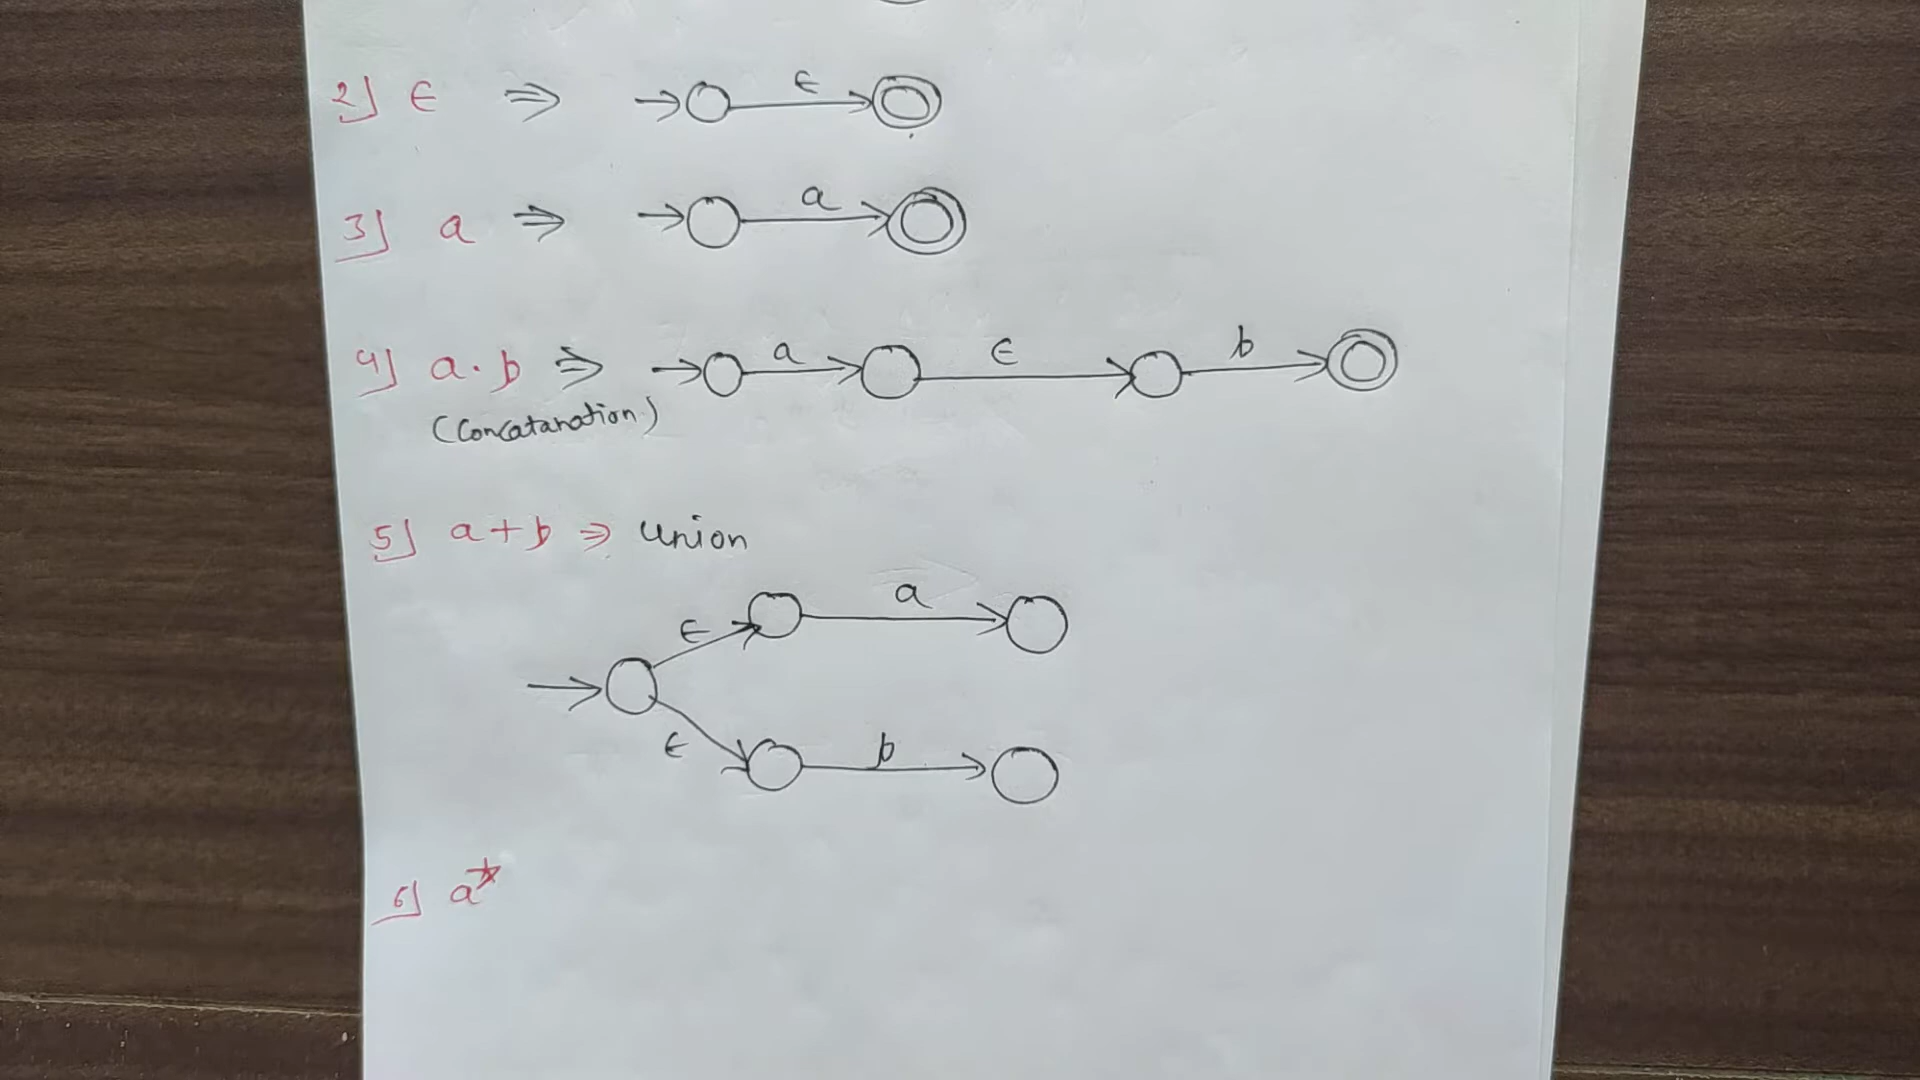 2] ϵ ⇒ ϵ
3] a ⇒ a
4] a.b ⇒ a ϵ b
(Concatanation)
5] a+b ⇒ union
ϵ a
ϵ b
6] a*